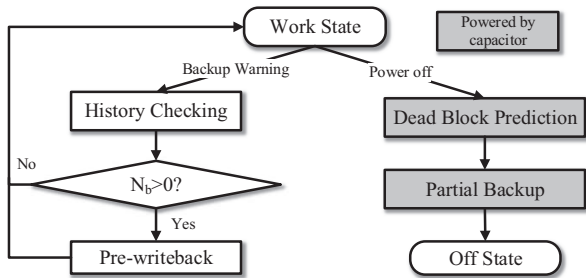 Work State
Powered by
capacitor
Backup Warning
Power off
History Checking
Dead Block Prediction
No
N_b>0?
Partial Backup
Yes
Pre-writeback
Off State